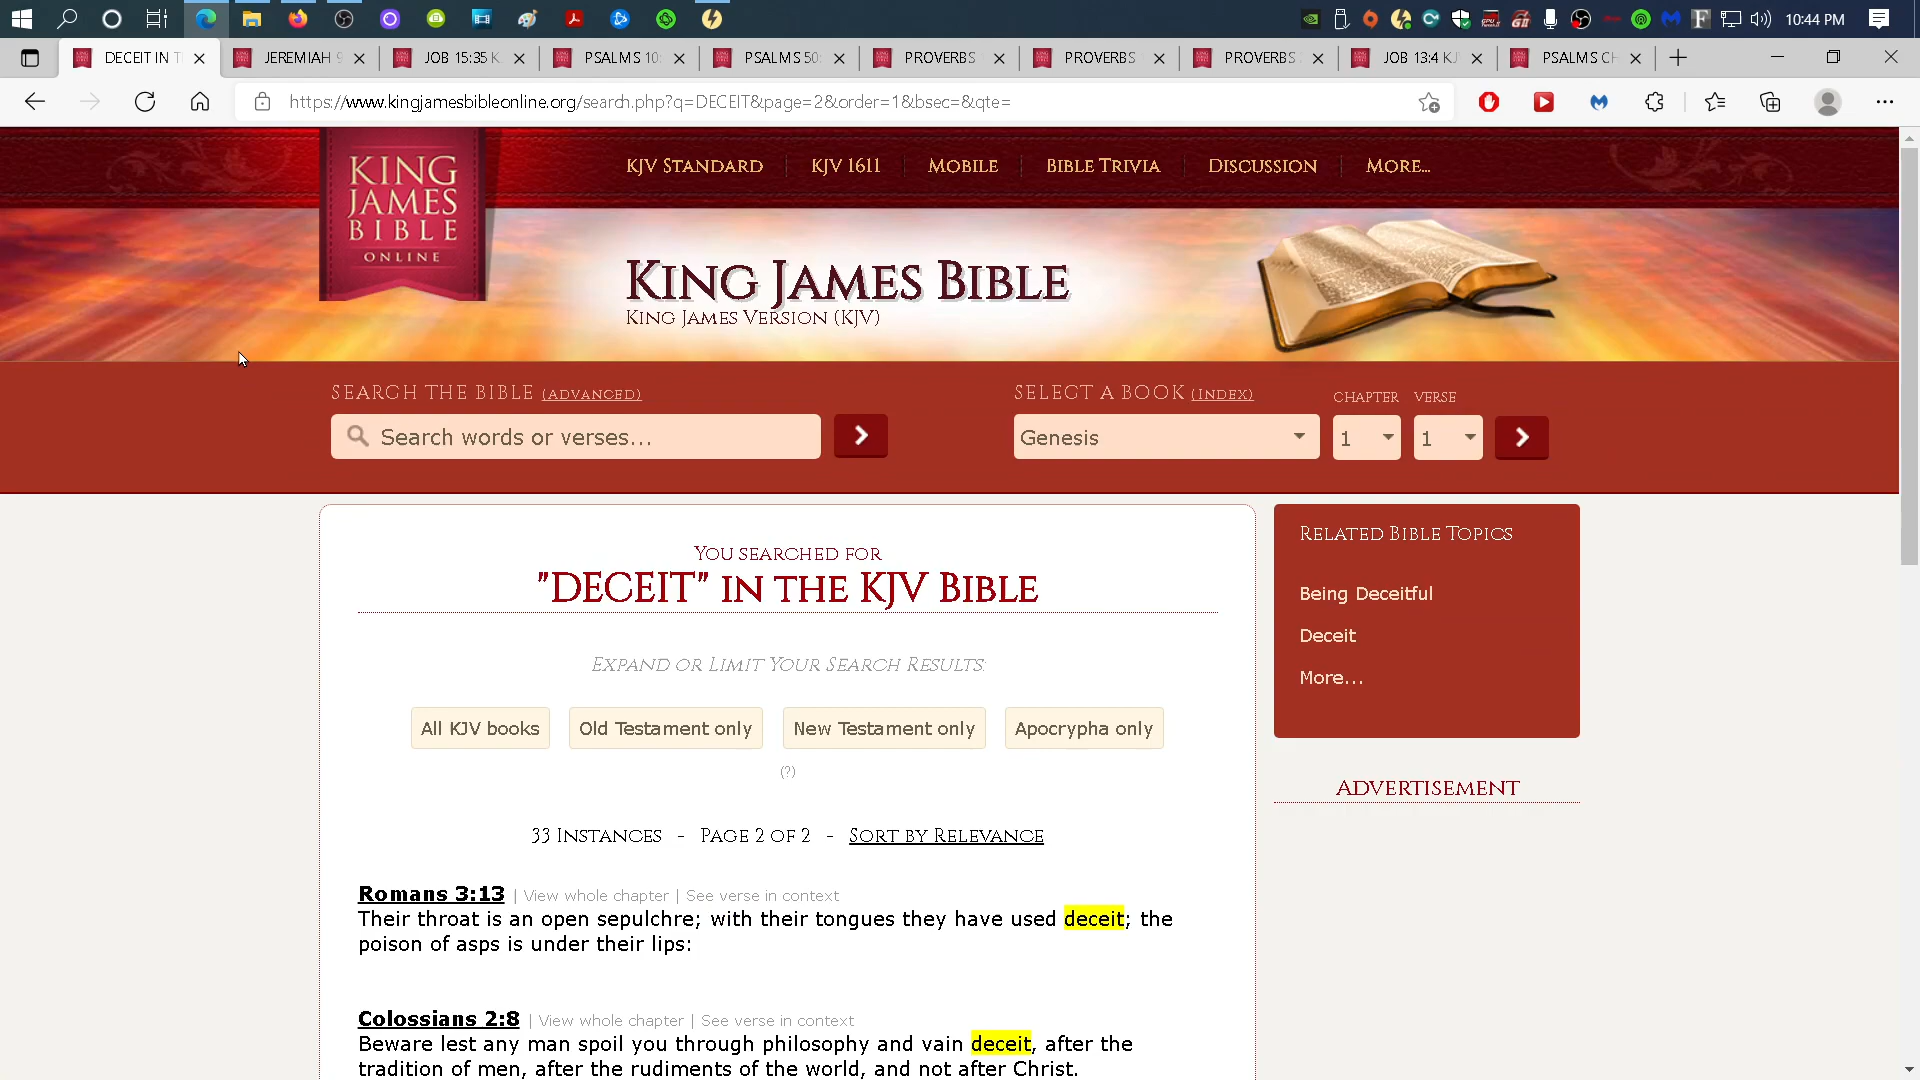 10:44 PM
DECEIT IN T
JEREMIAH 9
JOB 15:35 K
PSALMS 10:
PSALMS 50:
PROVERBS
PROVERBS
PROVERBS
JOB 13:4 KJ
PSALMS CH
https://www.kingjamesbibleonline.org/search.php?q=DECEIT&page=2&order=1&bsec=&qte=
KING
JAMES
BIBLE
ONLINE
KJV STANDARD
KJV 1611
MOBILE
BIBLE TRIVIA
DISCUSSION
MORE...
KING JAMES BIBLE
KING JAMES VERSION (KJV)
SEARCH THE BIBLE (ADVANCED)
SELECT A BOOK (INDEX)
CHAPTER
VERSE
Search words or verses...
Genesis
1
1
YOU SEARCHED FOR
"DECEIT" IN THE KJV BIBLE
EXPAND OR LIMIT YOUR SEARCH RESULTS:
All KJV books
Old Testament only
New Testament only
Apocrypha only
(?)
33 INSTANCES - PAGE 2 OF 2 - SORT BY RELEVANCE
Romans 3:13 | View whole chapter | See verse in context
Their throat is an open sepulchre; with their tongues they have used deceit; the
poison of asps is under their lips:
Colossians 2:8 | View whole chapter | See verse in context
Beware lest any man spoil you through philosophy and vain deceit, after the
tradition of men, after the rudiments of the world, and not after Christ.
RELATED BIBLE TOPICS
Being Deceitful
Deceit
More...
ADVERTISEMENT